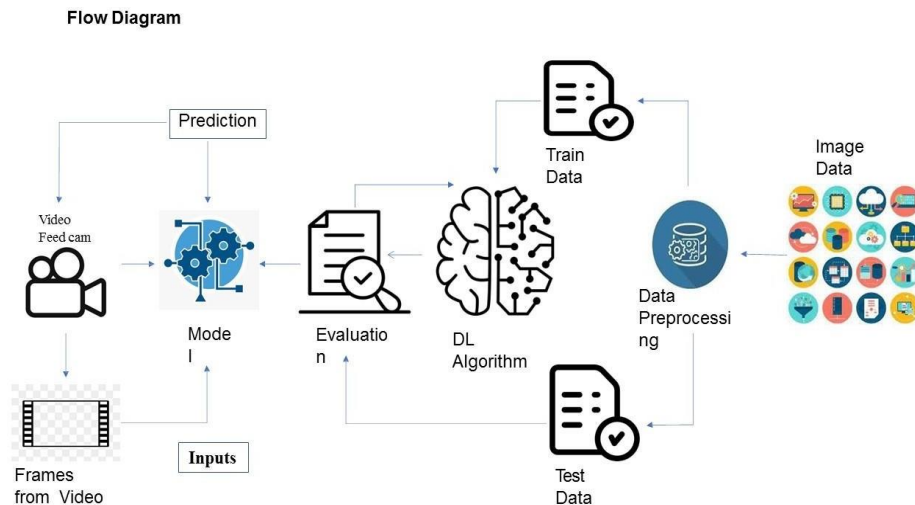 Flow Diagram
Prediction
Video
Feed cam
Mode
l
Frames
from Video
Inputs
Evaluatio
n
DL
Algorithm
Train
Data
Test
Data
Data
Preprocessi
ng
Image
Data